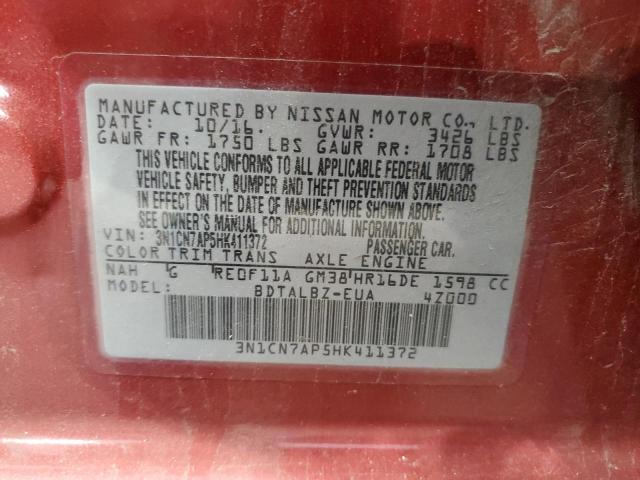 MANUFACTURED BY NISSAN MOTOR CO., LTD.
DATE: 10/16. GVWR: 3426 LBS
GAWR FR: 1750 LBS GAWR RR: 1708 LBS
THIS VEHICLE CONFORMS TO ALL APPLICABLE FEDERAL MOTOR
VEHICLE SAFETY, BUMPER AND THEFT PREVENTION STANDARDS
IN EFFECT ON THE DATE OF MANUFACTURE SHOWN ABOVE.
SEE OWNER'S MANUAL FOR ADDITIONAL INFORMATION.
VIN: 3N1CN7AP5HK411372 PASSENGER CAR.
COLOR TRIM TRANS AXLE ENGINE
NAH G RE0F11A GM38 HR16DE 1598 CC
MODEL: BDTALBZ-EUA 4Z000
3N1CN7AP5HK411372